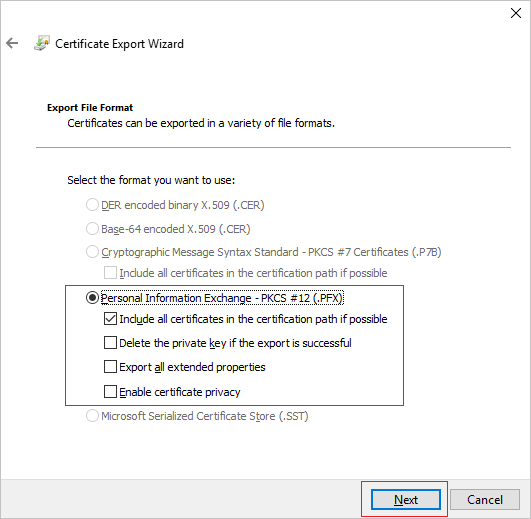 Certificate Export Wizard
Export File Format
Certificates can be exported in a variety of file formats.
Select the format you want to use:
DER encoded binary X.509 (.CER)
Base-64 encoded X.509 (.CER)
Cryptographic Message Syntax Standard - PKCS #7 Certificates (.P7B)
Include all certificates in the certification path if possible
Personal Information Exchange - PKCS #12 (.PFX)
Include all certificates in the certification path if possible
Delete the private key if the export is successful
Export all extended properties
Enable certificate privacy
Microsoft Serialized Certificate Store (.SST)
Next
Cancel